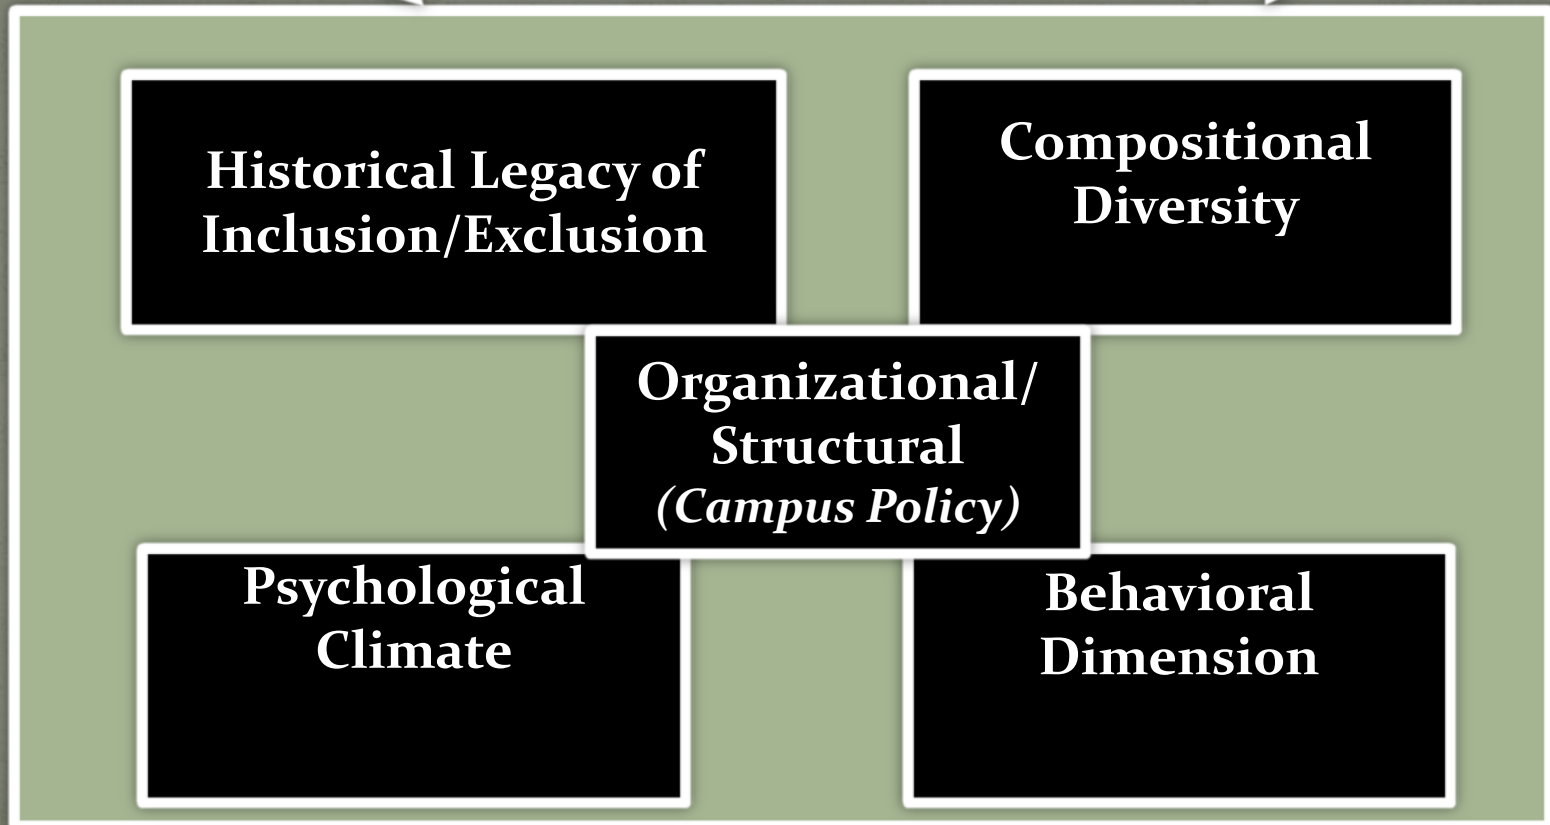 Historical Legacy of
Inclusion/Exclusion
Compositional
Diversity
Organizational/
Structural
(Campus Policy)
Psychological
Climate
Behavioral
Dimension